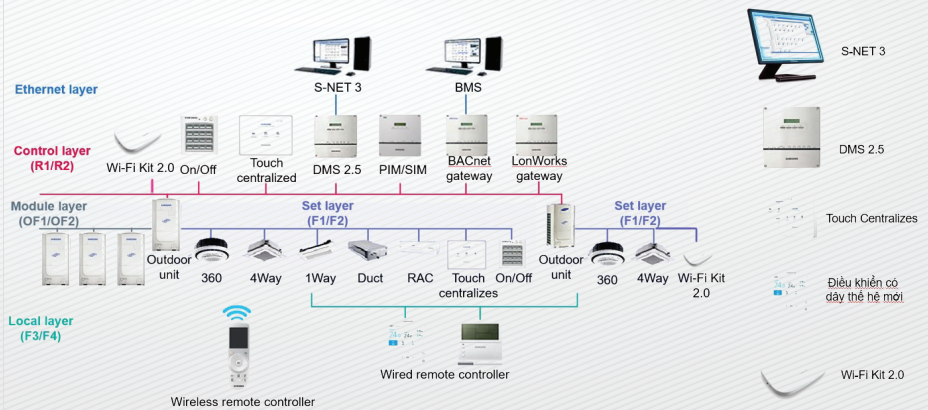 S-NET 3
BMS
Ethernet layer
Control layer
(R1/R2)
Wi-Fi Kit 2.0
On/Off
Touch
centralized
DMS 2.5
PIM/SIM
BACnet
gateway
LonWorks
gateway
Module layer
(OF1/OF2)
Set layer
(F1/F2)
Set layer
(F1/F2)
Outdoor
unit
360
4Way
1Way
Duct
RAC
Touch
centralizes
On/Off
Outdoor
unit
360
4Way
Wi-Fi Kit
2.0
Local layer
(F3/F4)
Wireless remote controller
Wired remote controller
S-NET 3
DMS 2.5
Touch Centralizes
Điều khiển có
dây thế hệ mới
Wi-Fi Kit 2.0